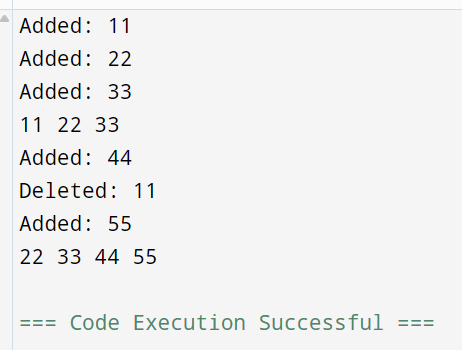 Added: 11
Added: 22
Added: 33
11 22 33
Added: 44
Deleted: 11
Added: 55
22 33 44 55
=== Code Execution Successful ===